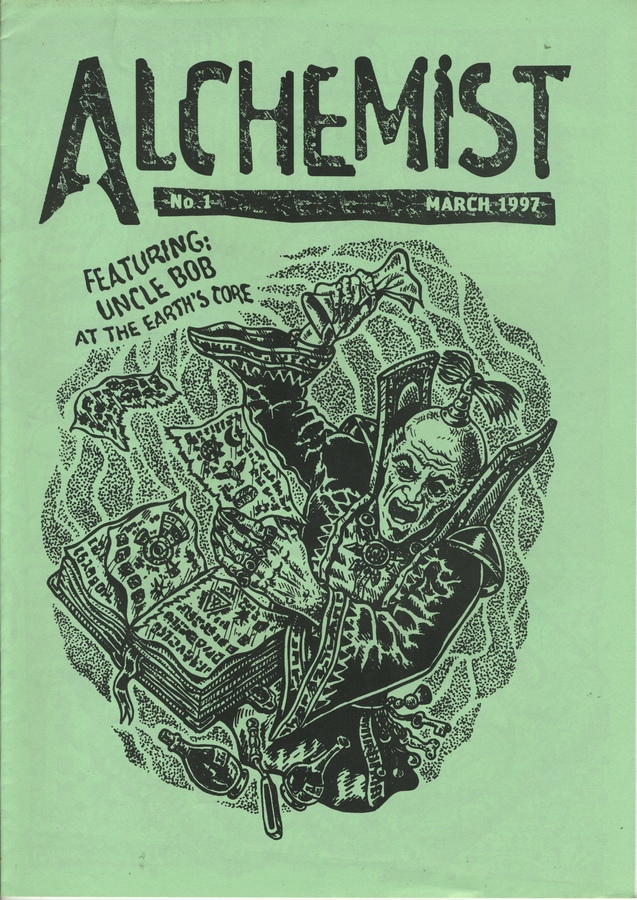 ALCHEMIST
No. 1
MARCH 1997
FEATURING:
UNCLE BOB
AT THE EARTH'S CORE